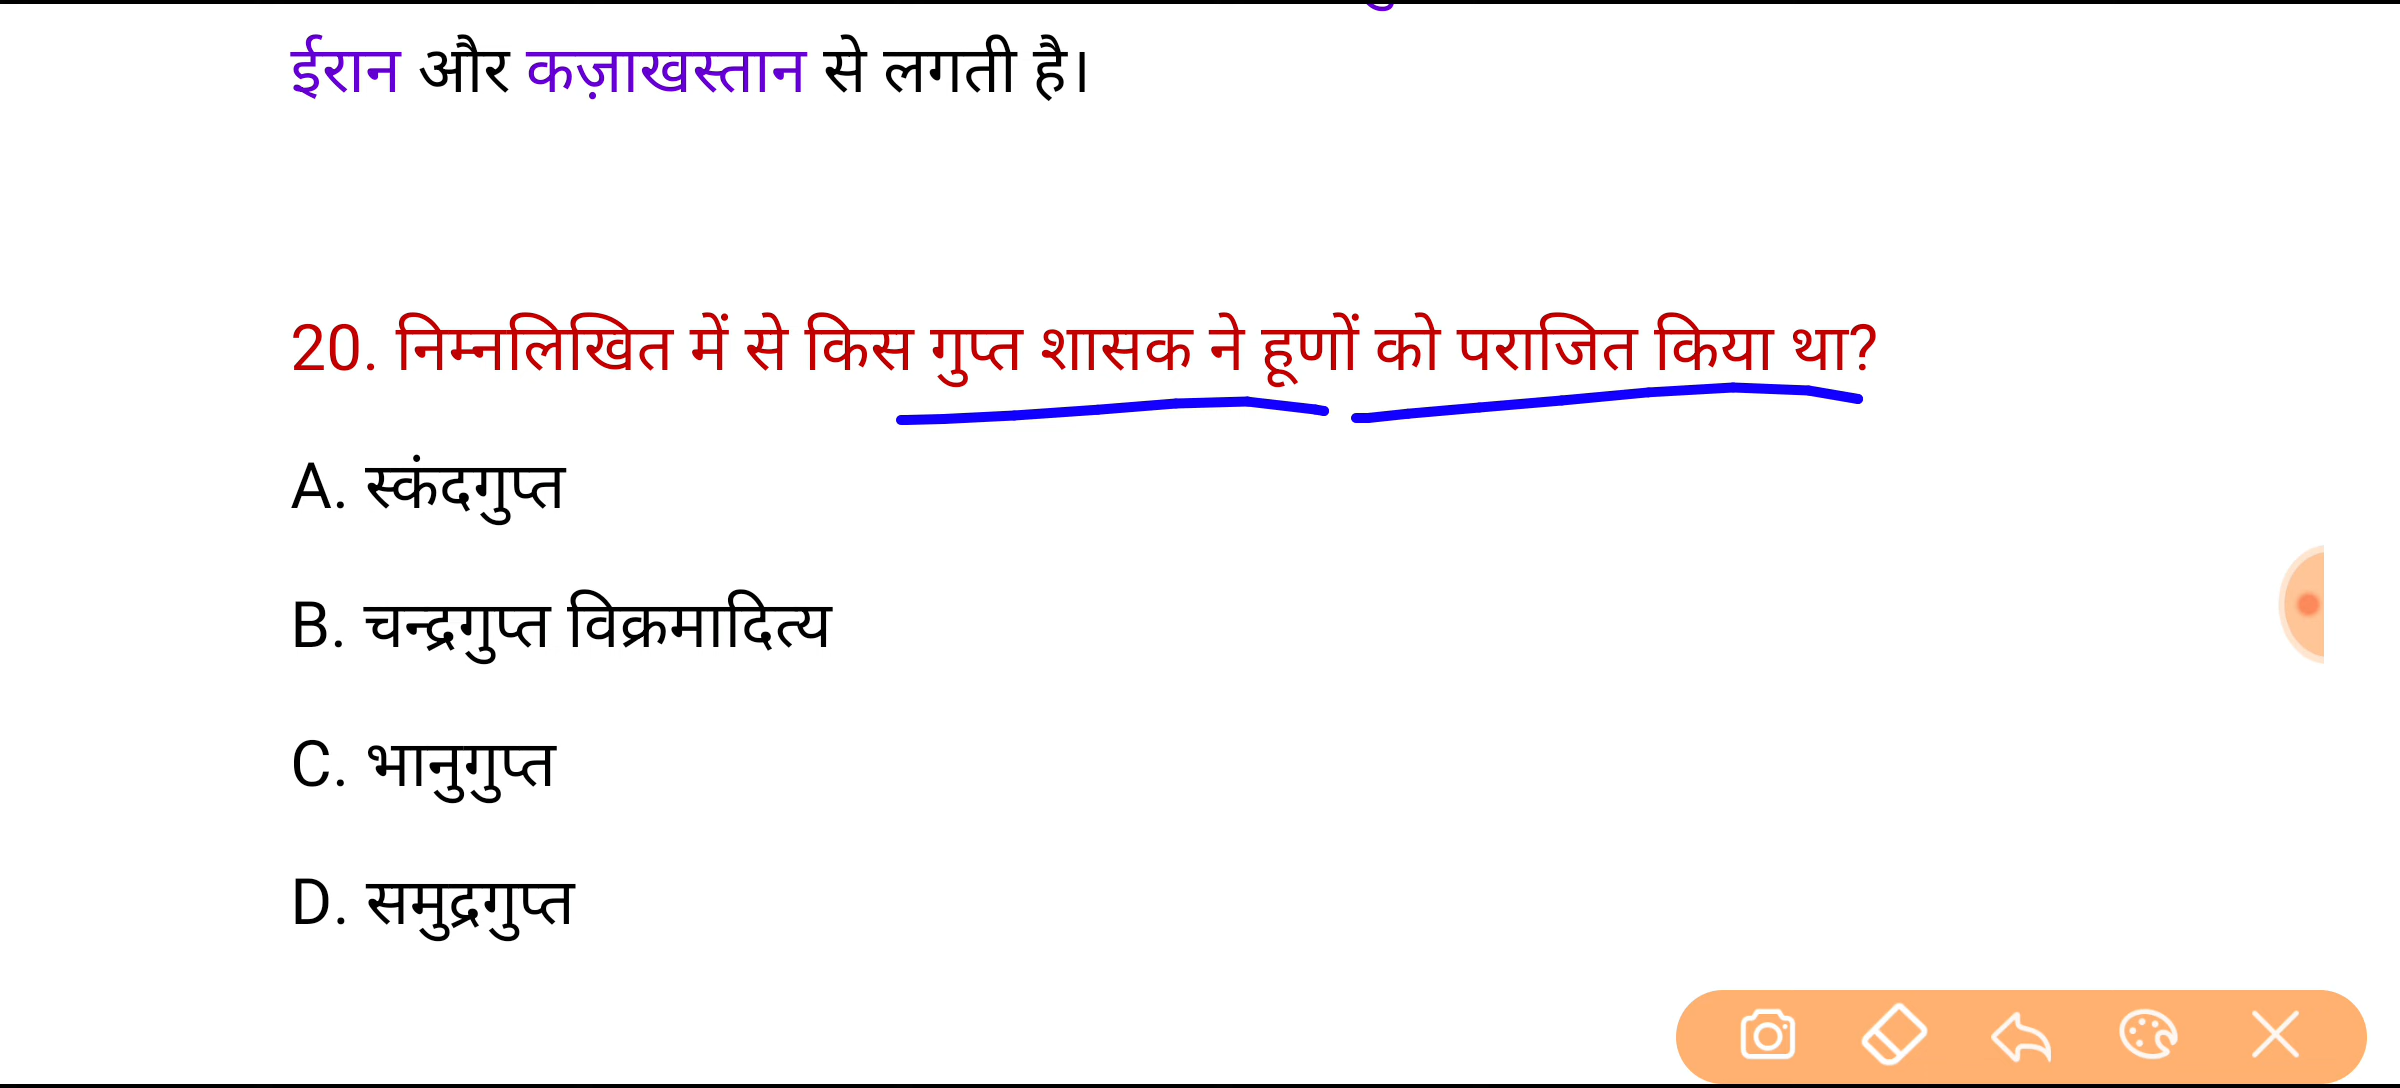 ईरान और कज़ाखस्तान से लगती है।
20. निम्नलिखित में से किस गुप्त शासक ने हूणों को पराजित किया था?
A. स्कंदगुप्त
B. चन्द्रगुप्त विक्रमादित्य
C. भानुगुप्त
D. समुद्रगुप्त